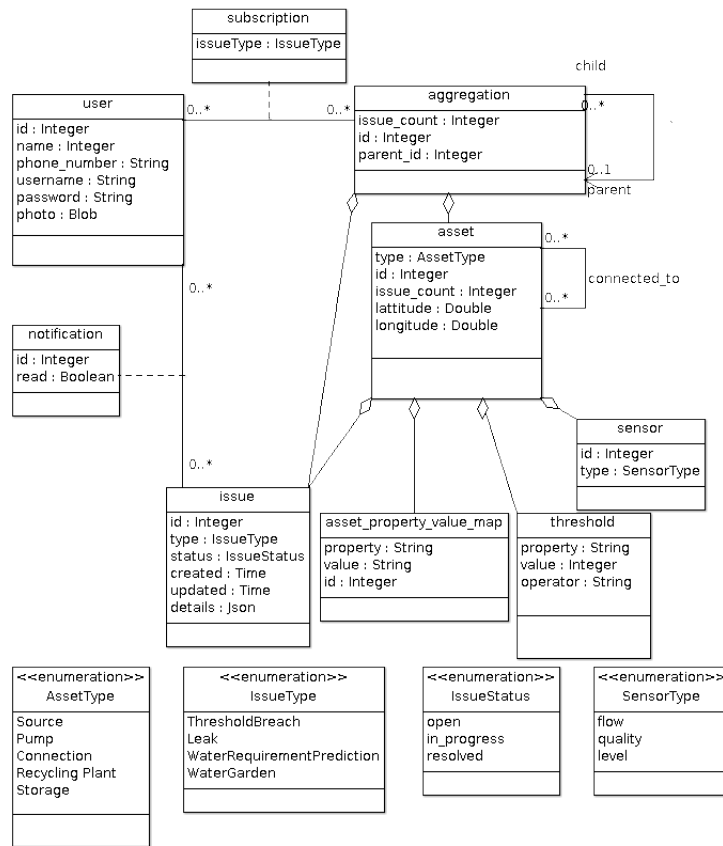 subscription
issueType : IssueType
child
user
id : Integer
name : Integer
phone_number : String
username : String
password : String
photo : Blob
0..*
0..*
aggregation
issue_count : Integer
id : Integer
parent_id : Integer
0..*
0..1
parent
asset
type : AssetType
id : Integer
issue_count : Integer
lattitude : Double
longitude : Double
0..*
connected_to
0..*
0..*
notification
id : Integer
read : Boolean
0..*
sensor
id : Integer
type : SensorType
issue
id : Integer
type : IssueType
status : IssueStatus
created : Time
updated : Time
details : Json
asset_property_value_map
property : String
value : String
id : Integer
threshold
property : String
value : Integer
operator : String
<<enumeration>>
AssetType
Source
Pump
Connection
Recycling Plant
Storage
<<enumeration>>
IssueType
ThresholdBreach
Leak
WaterRequirementPrediction
WaterGarden
<<enumeration>>
IssueStatus
open
in_progress
resolved
<<enumeration>>
SensorType
flow
quality
level